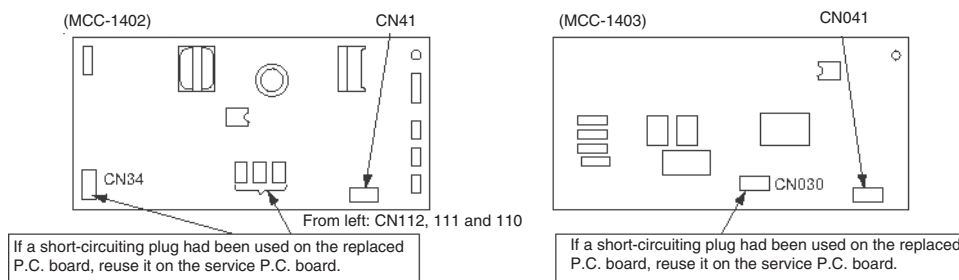 (MCC-1402)
CN41
CN34
From left: CN112, 111 and 110
If a short-circuiting plug had been used on the replaced
P.C. board, reuse it on the service P.C. board.
(MCC-1403)
CN041
CN030
If a short-circuiting plug had been used on the replaced
P.C. board, reuse it on the service P.C. board.